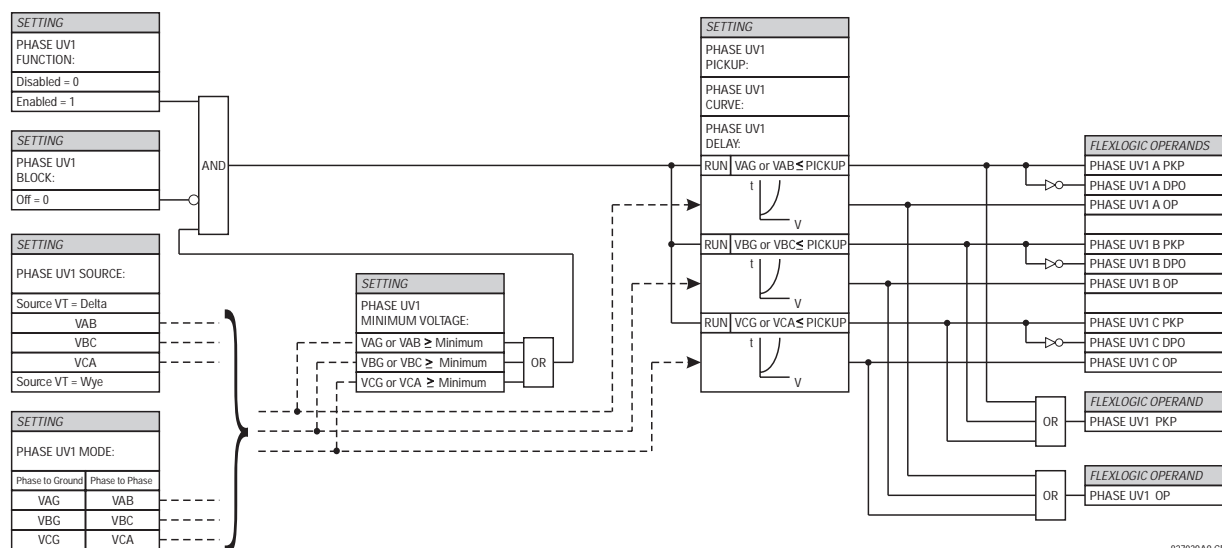 SETTING
PHASE UV1
FUNCTION:
Disabled = 0
Enabled = 1
SETTING
PHASE UV1
BLOCK:
Off = 0
SETTING
PHASE UV1 SOURCE:
Source VT = Delta
VAB
VBC
VCA
Source VT = Wye
SETTING
PHASE UV1 MODE:
Phase to Ground Phase to Phase
VAG VAB
VBG VBC
VCG VCA
AND
SETTING
PHASE UV1
MINIMUM VOLTAGE:
VAG or VAB ≥ Minimum
VBG or VBC ≥ Minimum
VCG or VCA ≥ Minimum
OR
SETTING
PHASE UV1
PICKUP:
PHASE UV1
CURVE:
PHASE UV1
DELAY:
RUN VAG or VAB ≤ PICKUP
t
V
RUN VBG or VBC ≤ PICKUP
t
V
RUN VCG or VCA ≤ PICKUP
t
V
FLEXLOGIC OPERANDS
PHASE UV1 A PKP
PHASE UV1 A DPO
PHASE UV1 A OP
PHASE UV1 B PKP
PHASE UV1 B DPO
PHASE UV1 B OP
PHASE UV1 C PKP
PHASE UV1 C DPO
PHASE UV1 C OP
OR
FLEXLOGIC OPERAND
PHASE UV1 PKP
OR
FLEXLOGIC OPERAND
PHASE UV1 OP